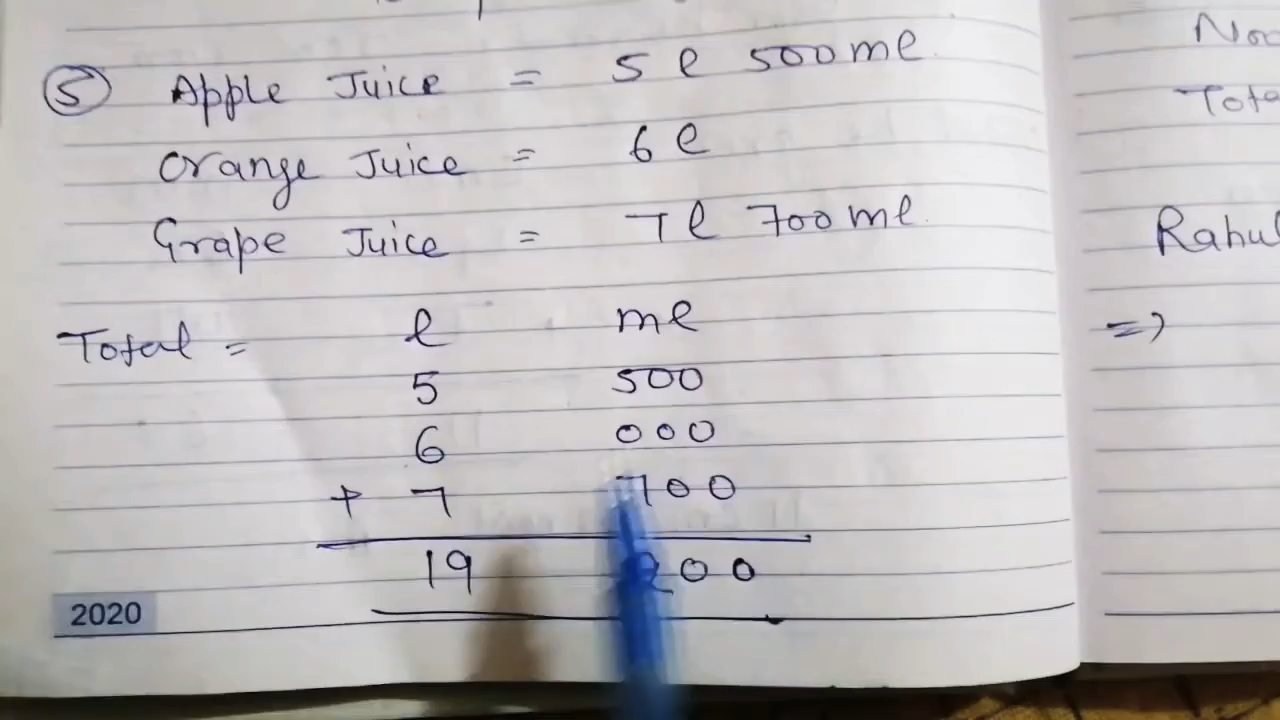 5 Apple Juice = 5 l 500 ml.
Orange Juice = 6 l
Grape Juice = 7 l 700 ml.
Total = l ml
5 500
6 000
+ 7 700
19 200
2020
Rahul
=>